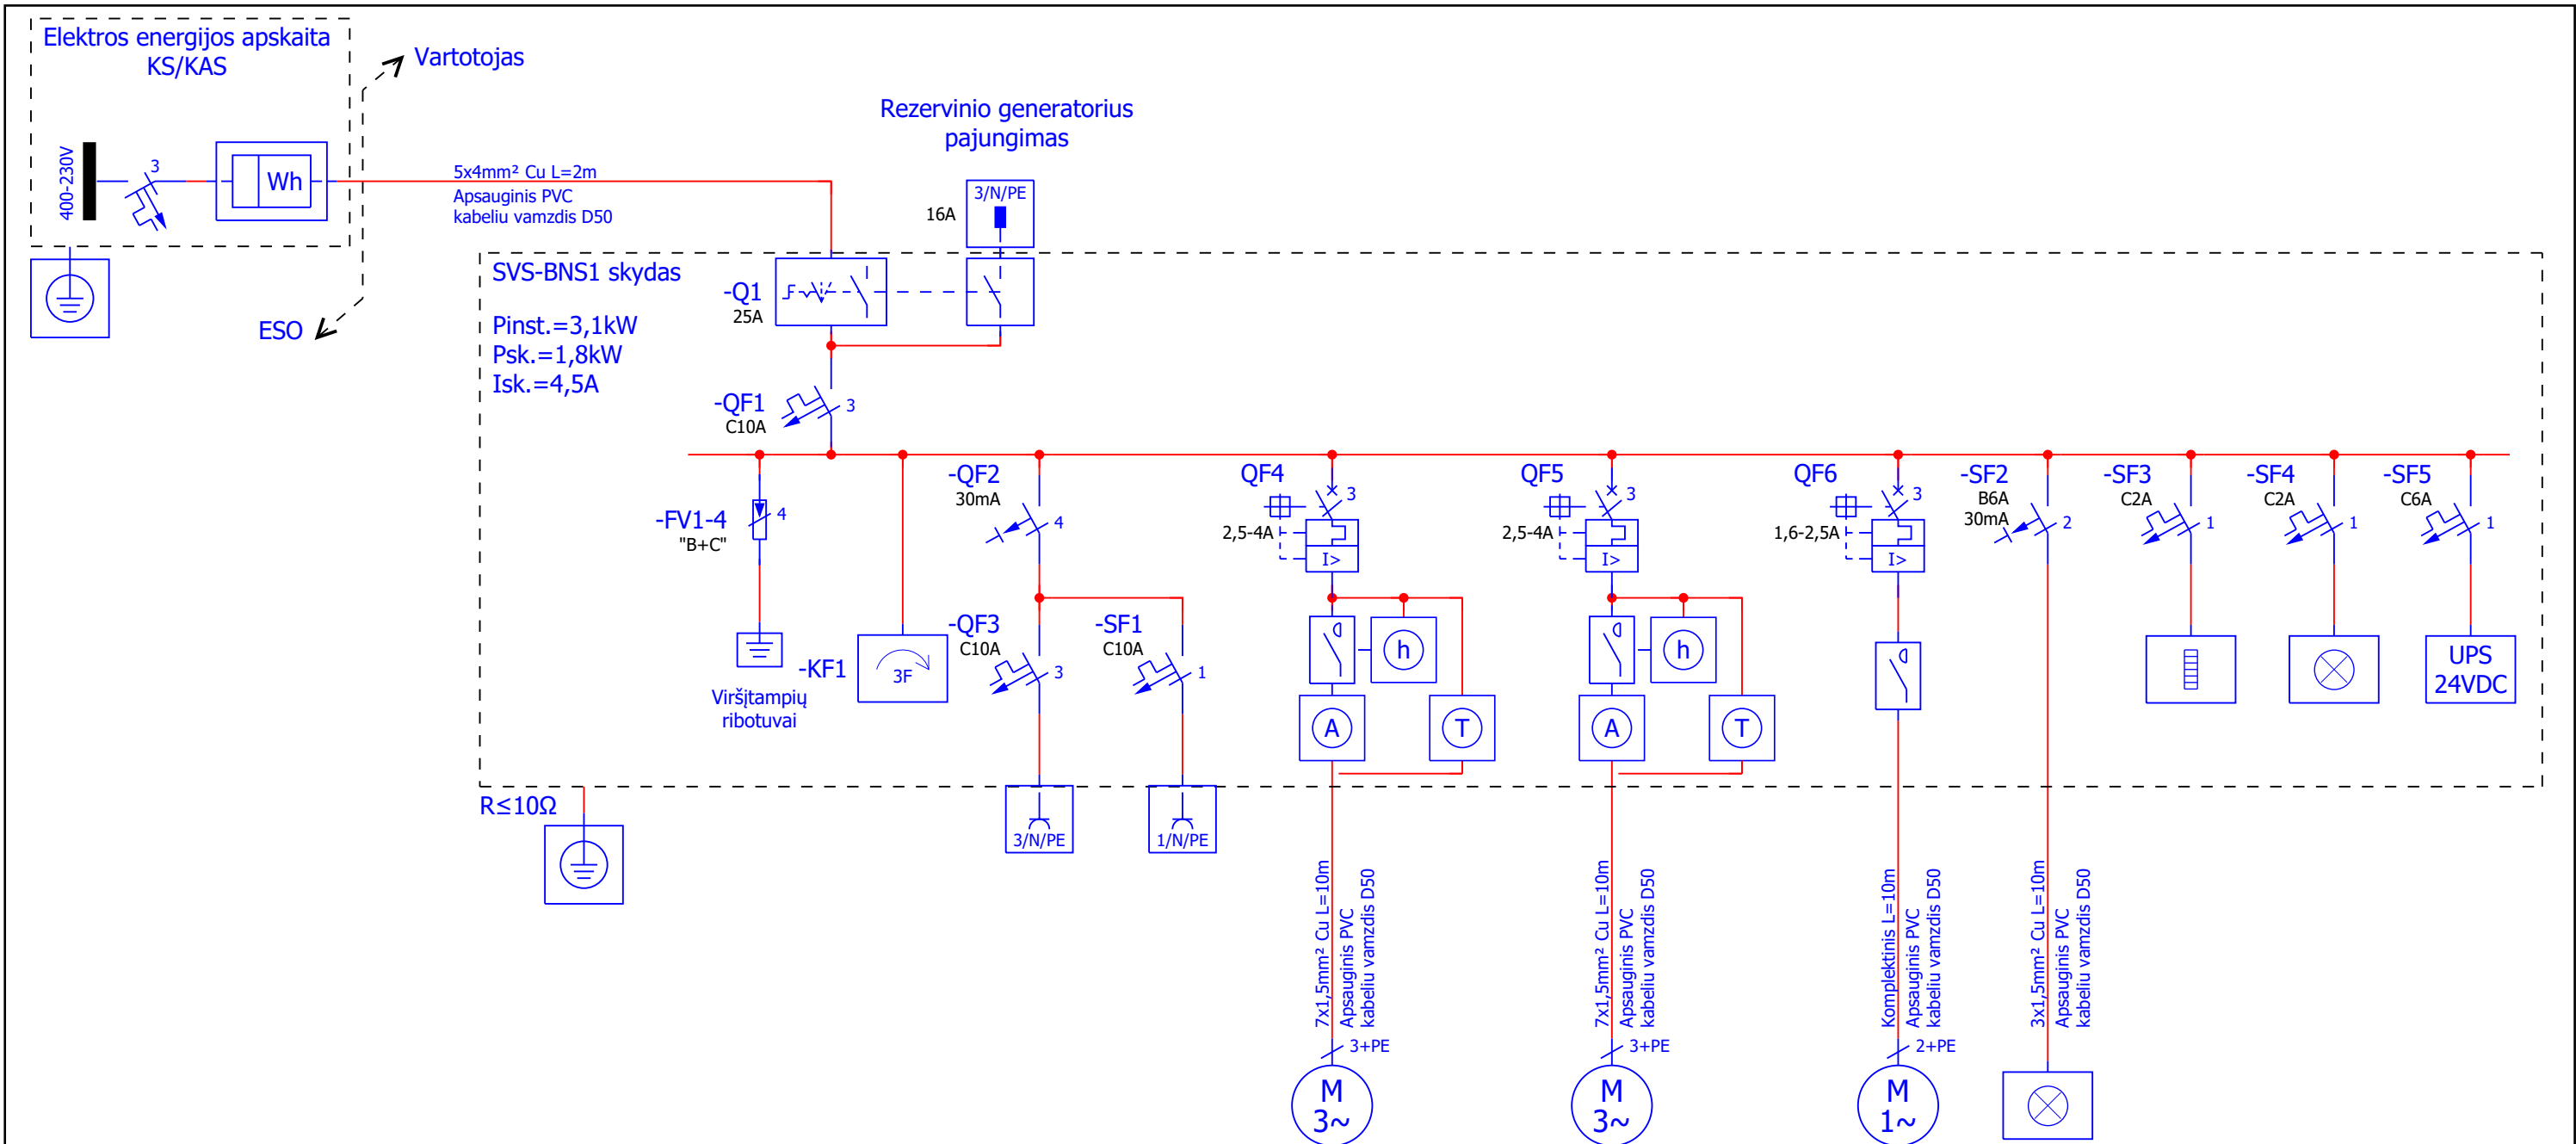 Elektros energijos apskaita
KS/KAS
Vartotojas
ESO
400-230V
3
Wh
5x4mm² Cu L=2m
Apsauginis PVC
kabeliu vamzdis D50
Rezervinio generatorius
pajungimas
16A
3/N/PE
SVS-BNS1 skydas
Pinst.=3,1kW
Psk.=1,8kW
Isk.=4,5A
-Q1
25A
-QF1
C10A
3
-FV1-4
"B+C"
4
Viršįtampių
ribotuvai
-KF1
3F
-QF2
30mA
4
-QF3
C10A
3
-SF1
C10A
1
3/N/PE
1/N/PE
QF4
3
2,5-4A
I>
h
A
T
QF5
3
2,5-4A
I>
h
A
T
QF6
3
1,6-2,5A
I>
-SF2
B6A
30mA
2
-SF3
C2A
1
-SF4
C2A
1
-SF5
C6A
1
UPS
24VDC
R≤10Ω
7x1,5mm² Cu L=10m
Apsauginis PVC
kabeliu vamzdis D50
3+PE
M
3~
7x1,5mm² Cu L=10m
Apsauginis PVC
kabeliu vamzdis D50
3+PE
M
3~
Komplektinis L=10m
Apsauginis PVC
kabeliu vamzdis D50
2+PE
M
1~
3x1,5mm² Cu L=10m
Apsauginis PVC
kabeliu vamzdis D50